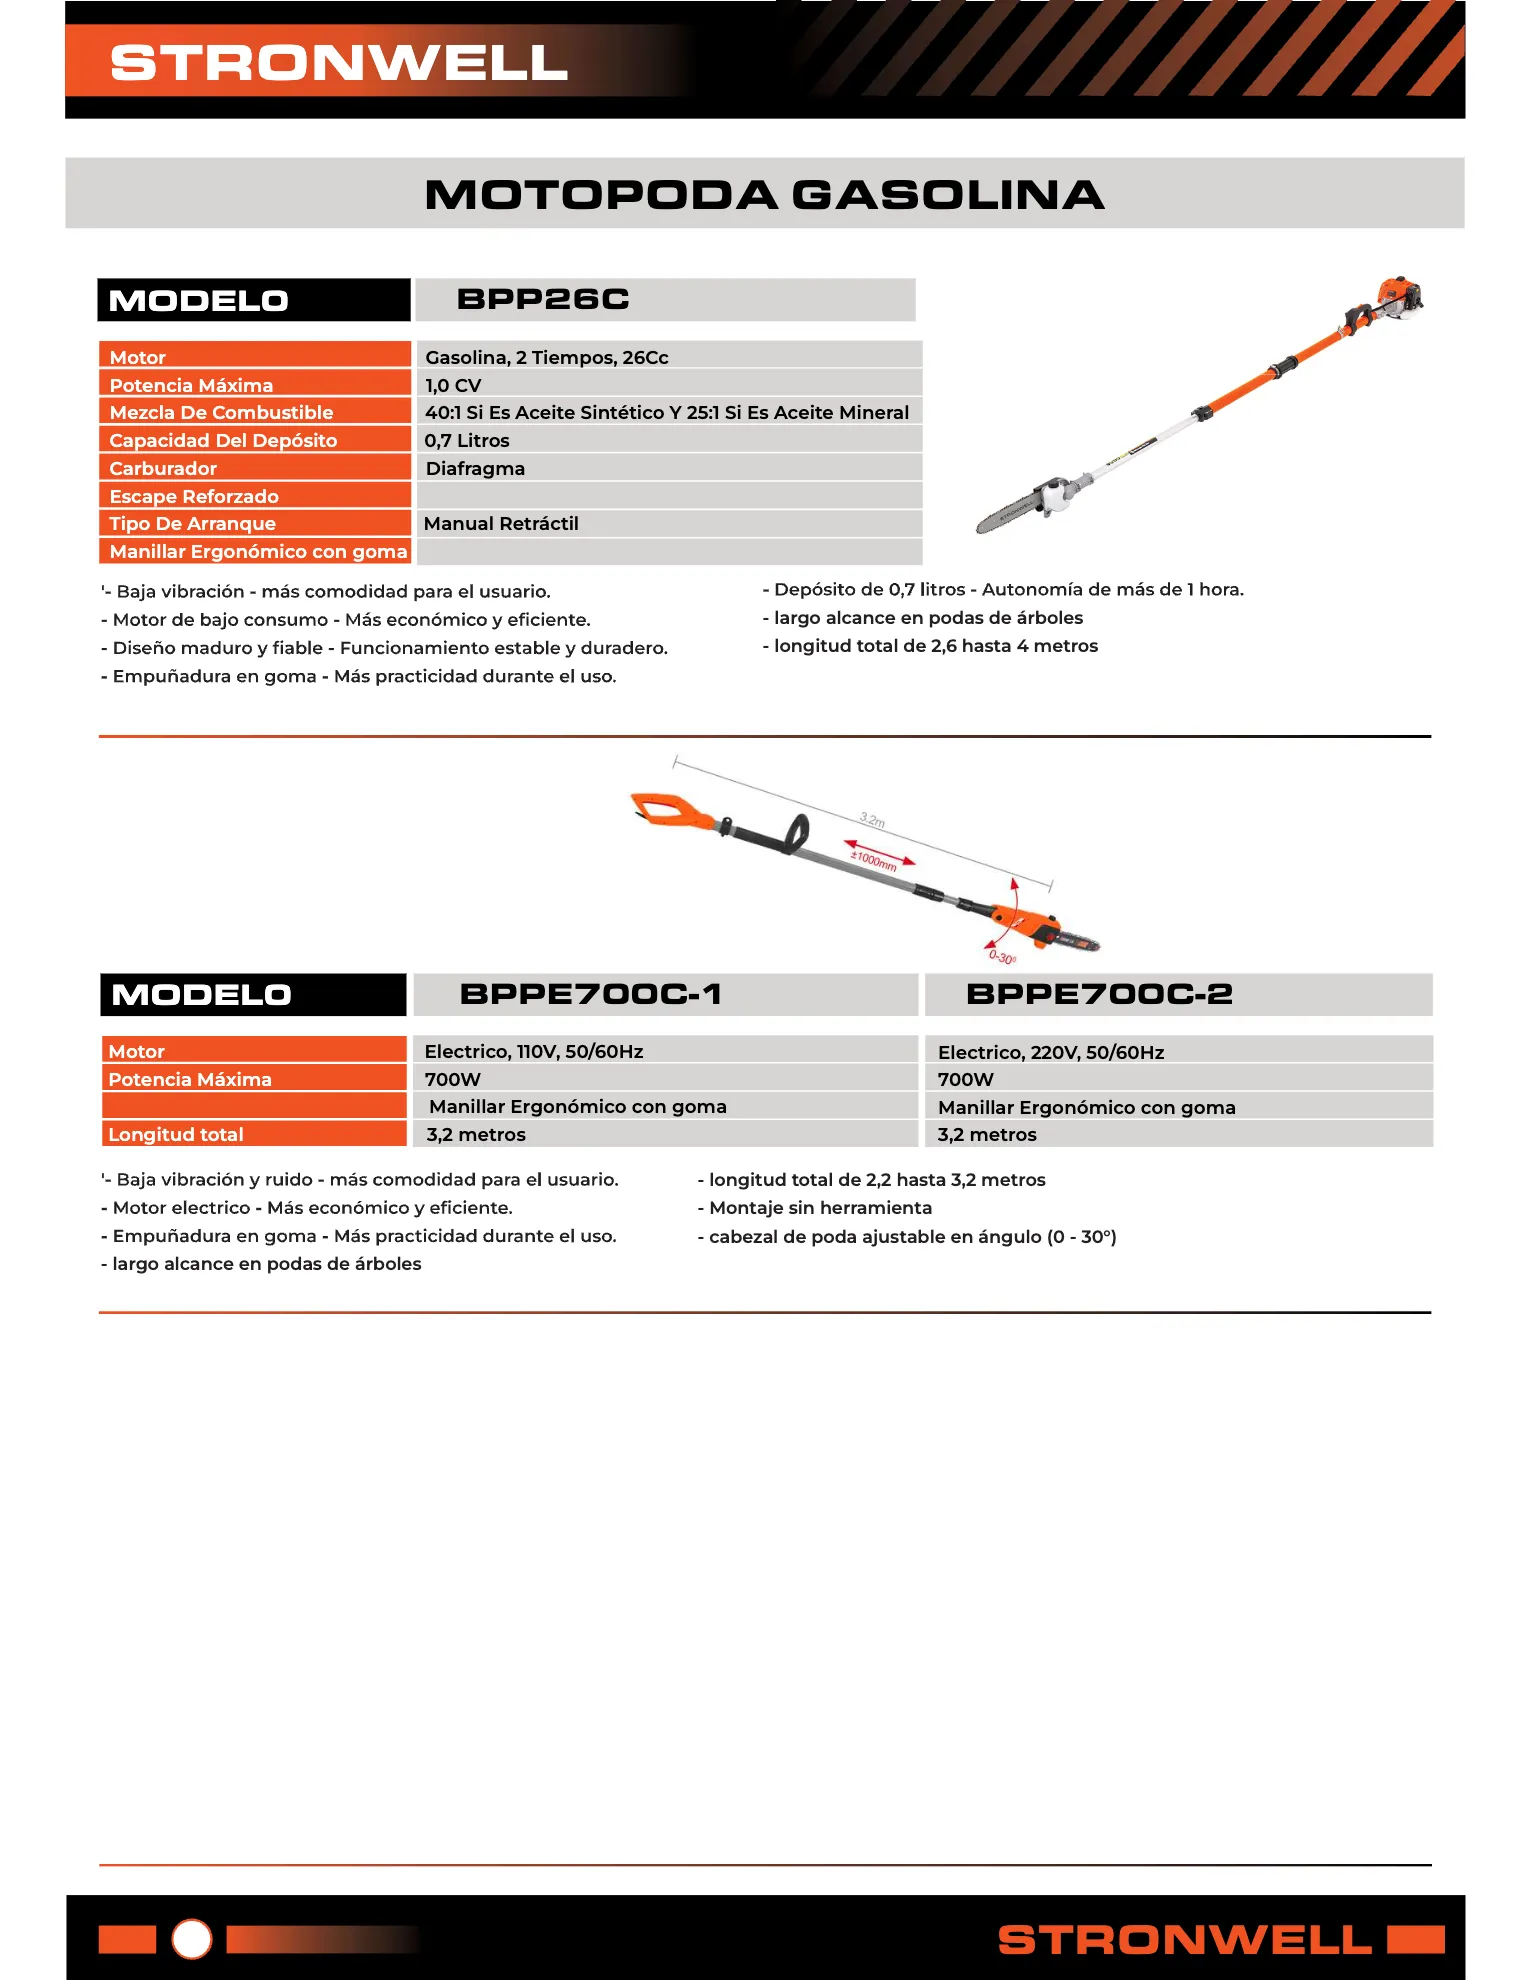 STRONWELL
MOTOPODA GASOLINA
MODELO BPP26C
Motor Gasolina, 2 Tiempos, 26Cc
Potencia Máxima 1,0 CV
Mezcla De Combustible 40:1 Si Es Aceite Sintético Y 25:1 Si Es Aceite Mineral
Capacidad Del Depósito 0,7 Litros
Carburador Diafragma
Escape Reforzado
Tipo De Arranque Manual Retráctil
Manillar Ergonómico con goma
STRONWELL
'- Baja vibración - más comodidad para el usuario.
- Motor de bajo consumo - Más económico y eficiente.
- Diseño maduro y fiable - Funcionamiento estable y duradero.
- Empuñadura en goma - Más practicidad durante el uso.
- Depósito de 0,7 litros - Autonomía de más de 1 hora.
- largo alcance en podas de árboles
- longitud total de 2,6 hasta 4 metros
3.2m
±1000mm
0-30°
MODELO BPPE700C-1 BPPE700C-2
Motor Electrico, 110V, 50/60Hz Electrico, 220V, 50/60Hz
Potencia Máxima 700W 700W
Manillar Ergonómico con goma Manillar Ergonómico con goma
Longitud total 3,2 metros 3,2 metros
'- Baja vibración y ruido - más comodidad para el usuario.
- Motor electrico - Más económico y eficiente.
- Empuñadura en goma - Más practicidad durante el uso.
- largo alcance en podas de árboles
- longitud total de 2,2 hasta 3,2 metros
- Montaje sin herramienta
- cabezal de poda ajustable en ángulo (0 - 30°)
STRONWELL